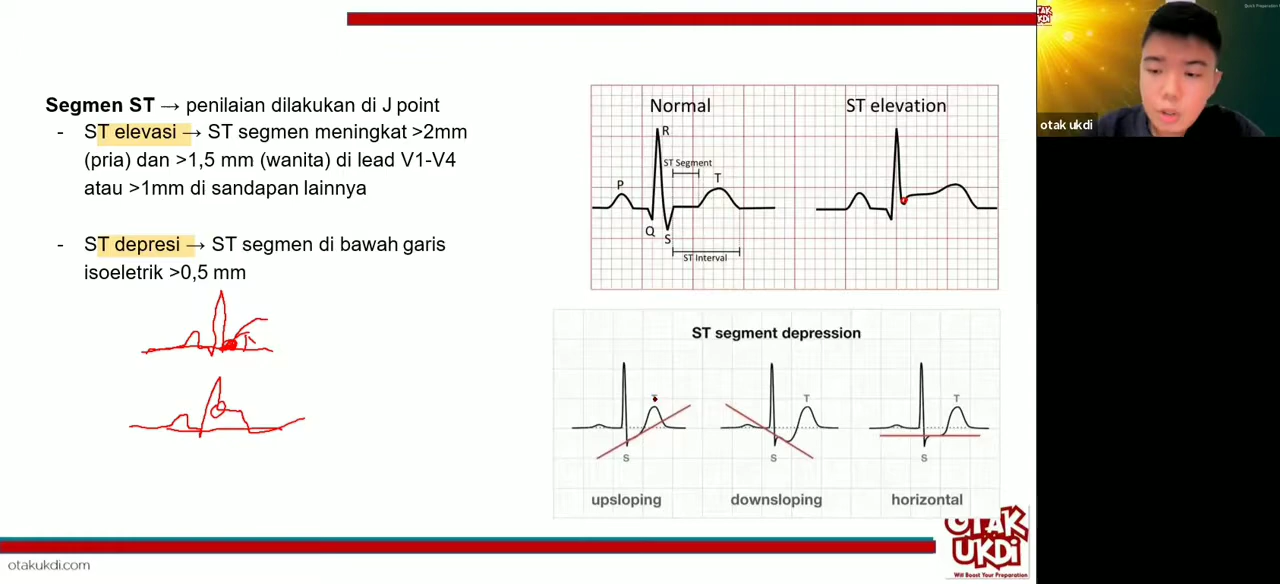 Segmen ST → penilaian dilakukan di J point
- ST elevasi → ST segmen meningkat >2mm
(pria) dan >1,5 mm (wanita) di lead V1-V4
atau >1mm di sandapan lainnya
- ST depresi → ST segmen di bawah garis
isoeletrik >0,5 mm
Normal
ST elevation
R
ST Segment
P
T
Q
S
ST Interval
ST segment depression
T
T
S
S
S
upsloping
downsloping
horizontal
OTAK
UKDI
Will Boost Your Preparation
otakukdi.com
otak ukdi